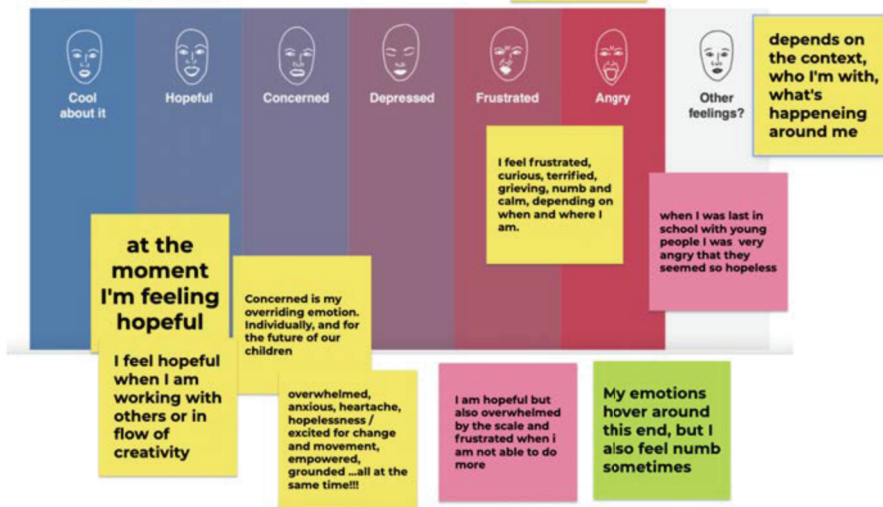 Cool
about it
Hopeful
Concerned
Depressed
Frustrated
Angry
Other
feelings?
depends on
the context,
who I'm with,
what's
happeneing
around me
I feel frustrated,
curious, terrified,
grieving, numb and
calm, depending on
when and where I
am.
when I was last in
school with young
people I was very
angry that they
seemed so hopeless
at the
moment
I'm feeling
hopeful
Concerned is my
overriding emotion.
Individually, and for
the future of our
children
I feel hopeful
when I am
working with
others or in
flow of
creativity
overwhelmed,
anxious, heartache,
hopelessness /
excited for change
and movement,
empowered,
grounded ...all at the
same time!!!
I am hopeful but
also overwhelmed
by the scale and
frustrated when i
am not able to do
more
My emotions
hover around
this end, but I
also feel numb
sometimes